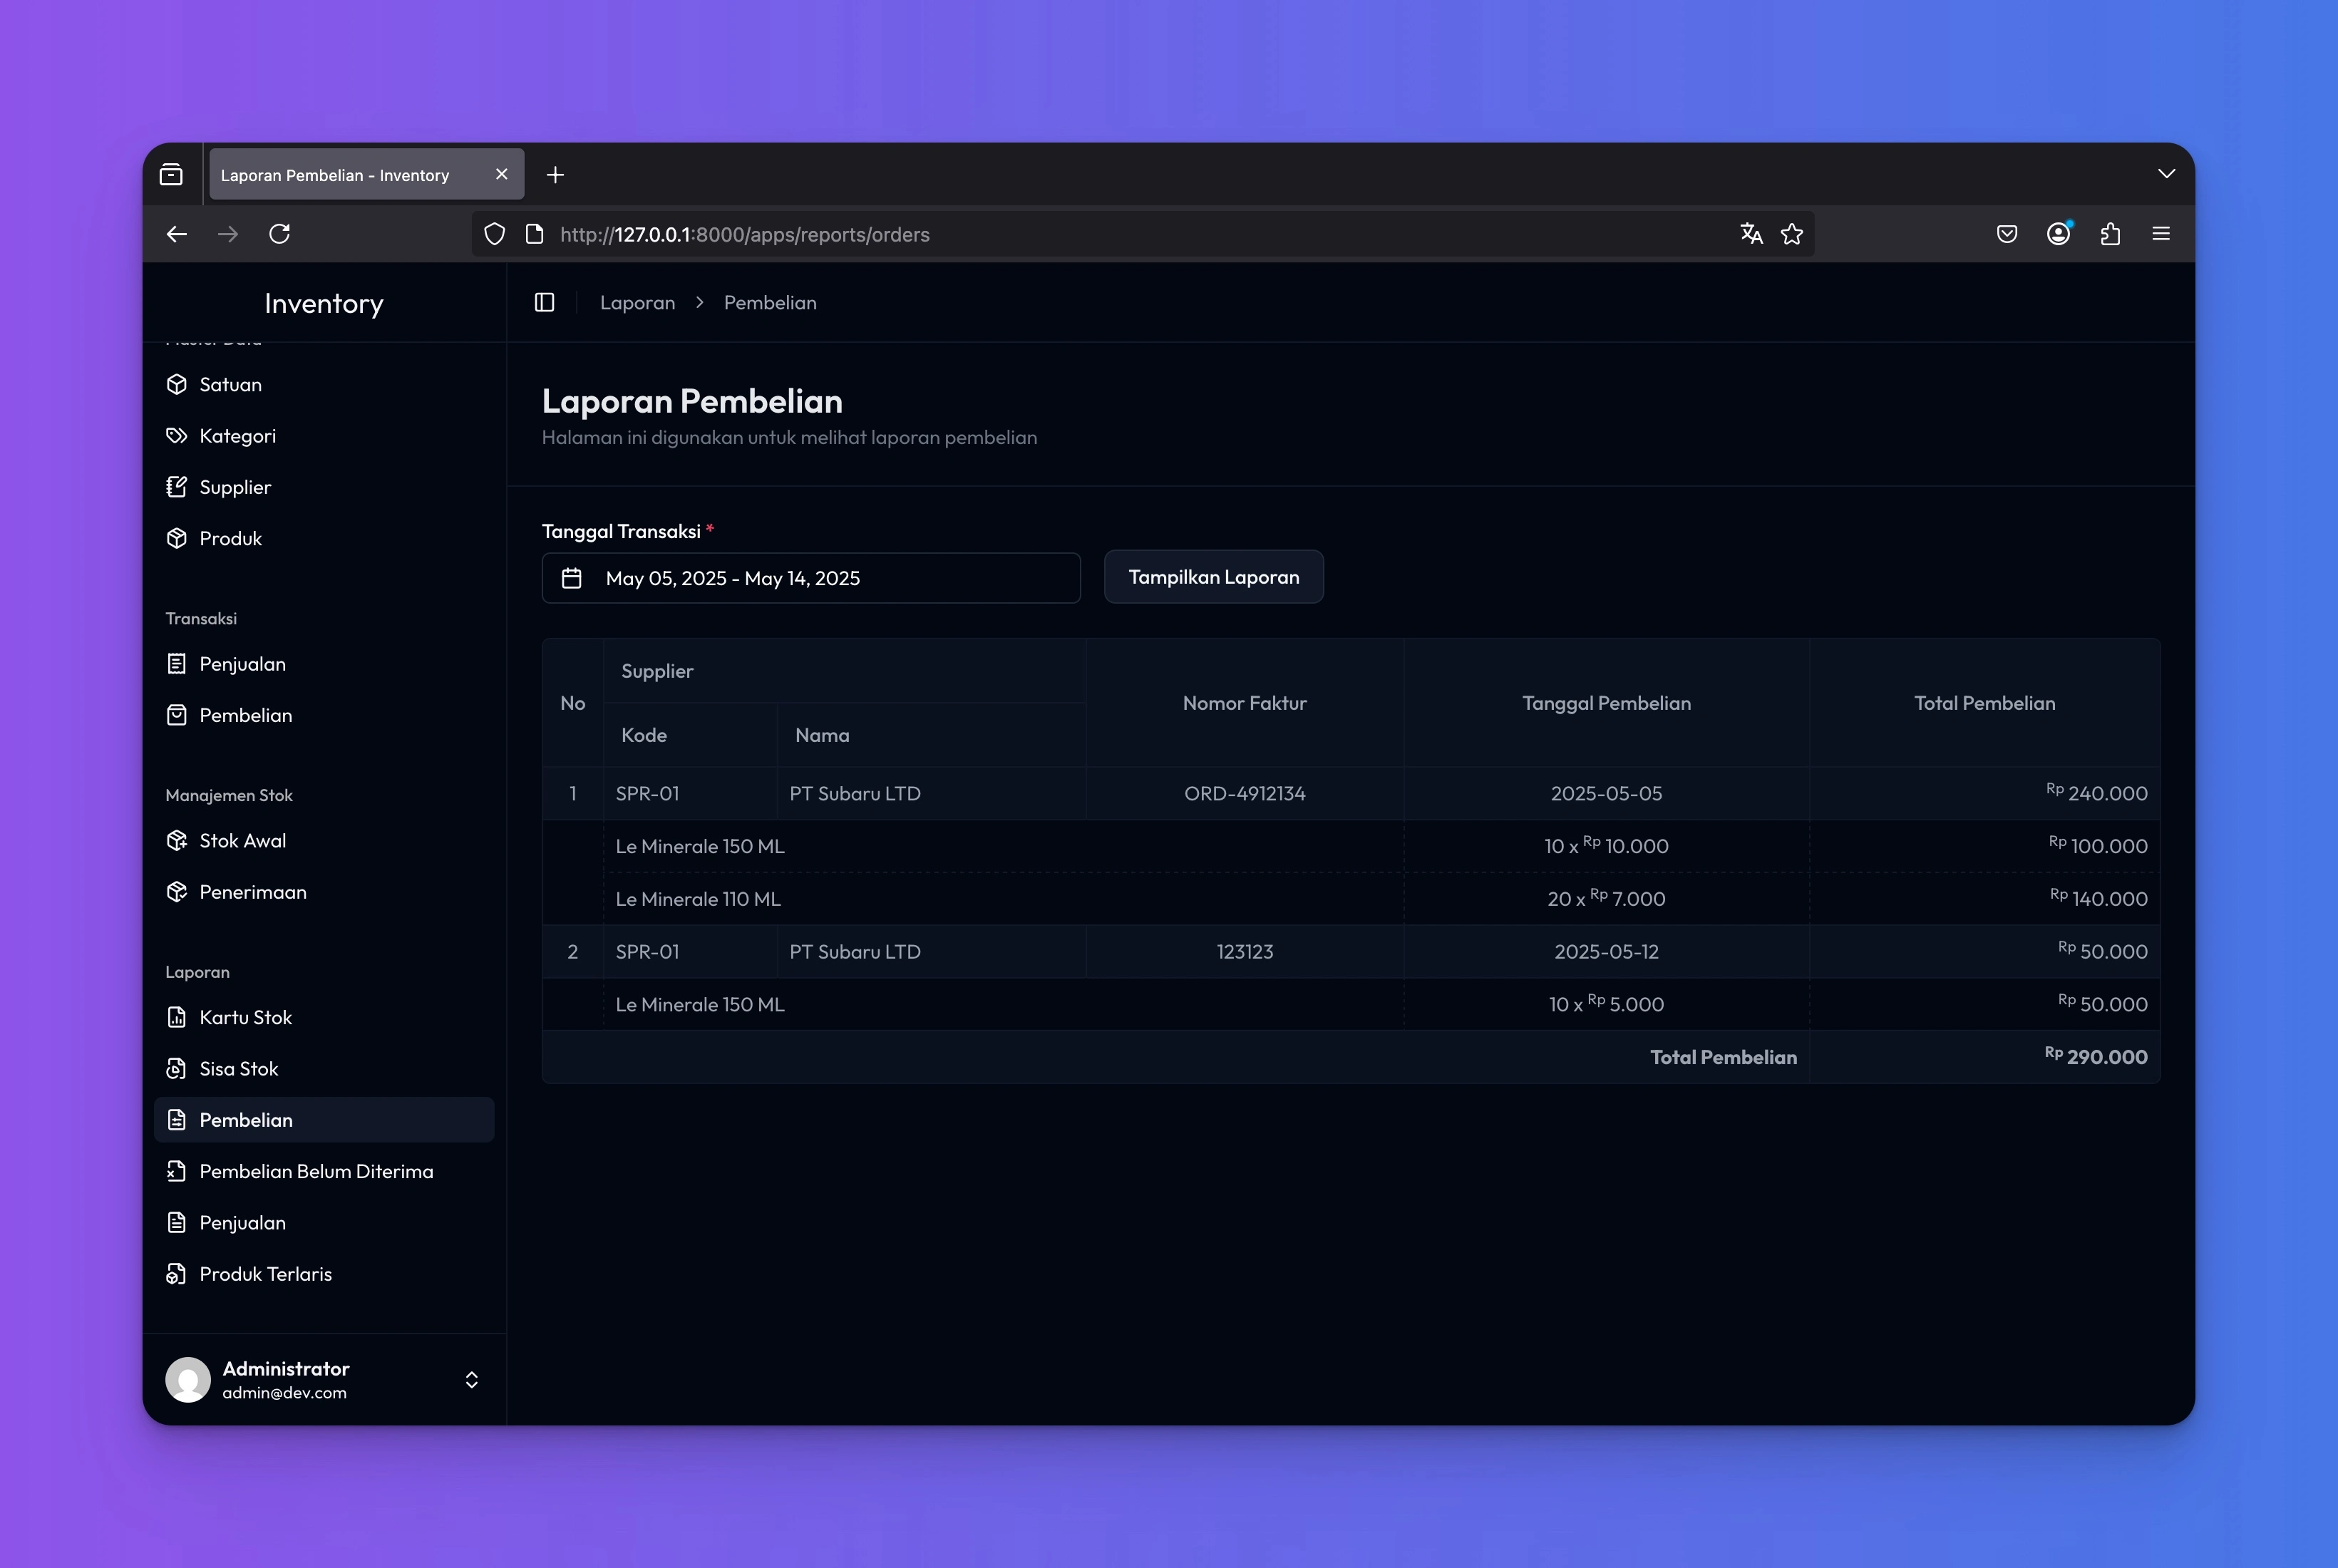 Laporan Pembelian - Inventory
http://127.0.0.1:8000/apps/reports/orders
Inventory
Satuan
Kategori
Supplier
Produk
Transaksi
Penjualan
Pembelian
Manajemen Stok
Stok Awal
Penerimaan
Laporan
Kartu Stok
Sisa Stok
Pembelian
Pembelian Belum Diterima
Penjualan
Produk Terlaris
Administrator
admin@dev.com
Laporan > Pembelian
Laporan Pembelian
Halaman ini digunakan untuk melihat laporan pembelian
Tanggal Transaksi *
May 05, 2025 - May 14, 2025
Tampilkan Laporan
No Supplier Nomor Faktur Tanggal Pembelian Total Pembelian
Kode Nama
1 SPR-01 PT Subaru LTD ORD-4912134 2025-05-05 Rp 240.000
Le Minerale 150 ML 10 x Rp 10.000 Rp 100.000
Le Minerale 110 ML 20 x Rp 7.000 Rp 140.000
2 SPR-01 PT Subaru LTD 123123 2025-05-12 Rp 50.000
Le Minerale 150 ML 10 x Rp 5.000 Rp 50.000
Total Pembelian Rp 290.000